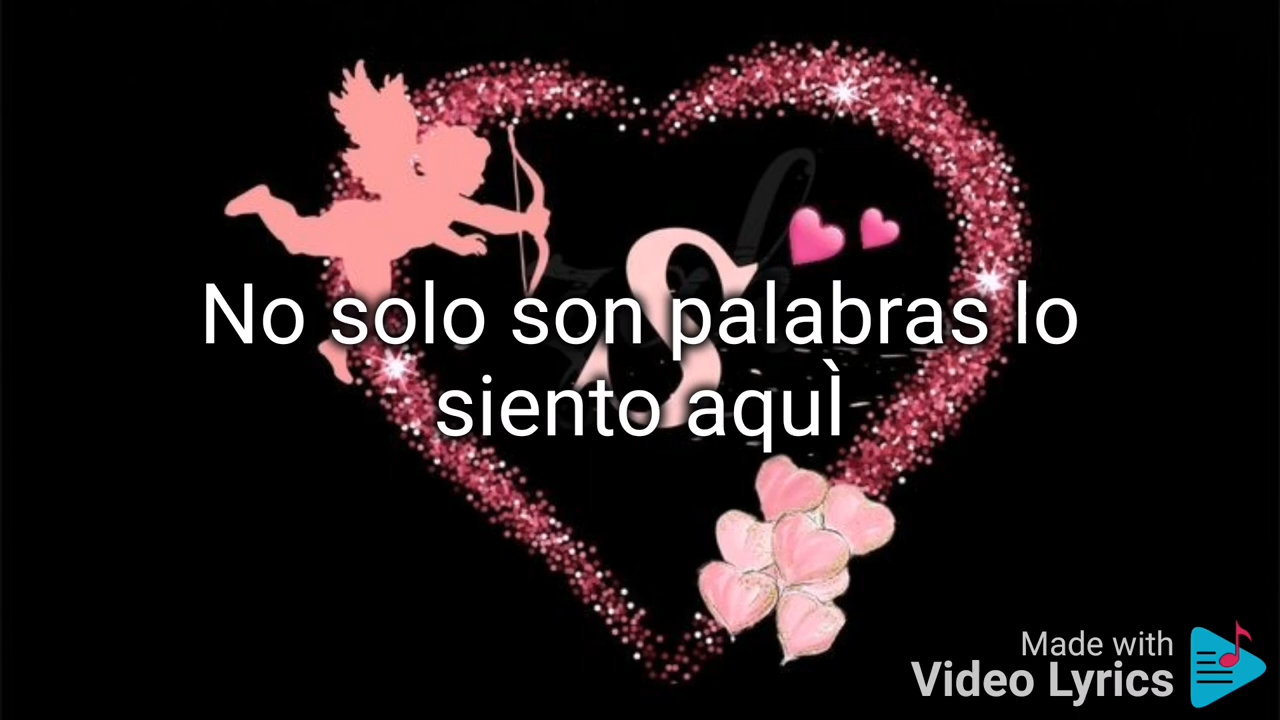 S
No solo son palabras lo
siento aquÌ
Made with
Video Lyrics